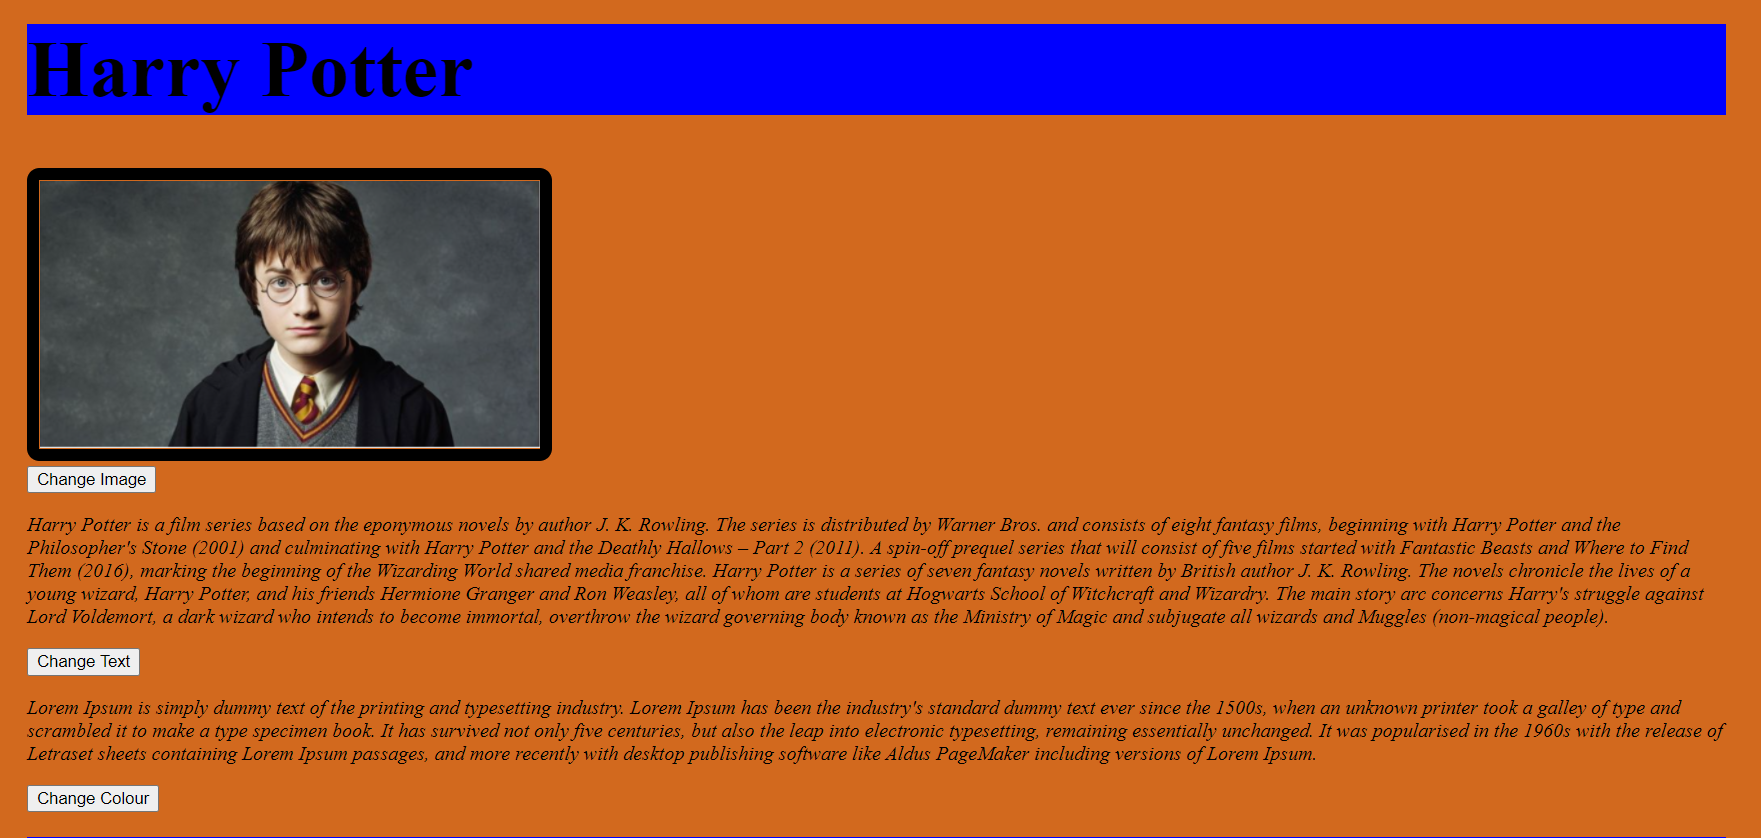 Harry Potter
Change Image
Harry Potter is a film series based on the eponymous novels by author J. K. Rowling. The series is distributed by Warner Bros. and consists of eight fantasy films, beginning with Harry Potter and the
Philosopher's Stone (2001) and culminating with Harry Potter and the Deathly Hallows – Part 2 (2011). A spin-off prequel series that will consist of five films started with Fantastic Beasts and Where to Find
Them (2016), marking the beginning of the Wizarding World shared media franchise. Harry Potter is a series of seven fantasy novels written by British author J. K. Rowling. The novels chronicle the lives of a
young wizard, Harry Potter, and his friends Hermione Granger and Ron Weasley, all of whom are students at Hogwarts School of Witchcraft and Wizardry. The main story arc concerns Harry's struggle against
Lord Voldemort, a dark wizard who intends to become immortal, overthrow the wizard governing body known as the Ministry of Magic and subjugate all wizards and Muggles (non-magical people).
Change Text
Lorem Ipsum is simply dummy text of the printing and typesetting industry. Lorem Ipsum has been the industry's standard dummy text ever since the 1500s, when an unknown printer took a galley of type and
scrambled it to make a type specimen book. It has survived not only five centuries, but also the leap into electronic typesetting, remaining essentially unchanged. It was popularised in the 1960s with the release of
Letraset sheets containing Lorem Ipsum passages, and more recently with desktop publishing software like Aldus PageMaker including versions of Lorem Ipsum.
Change Colour